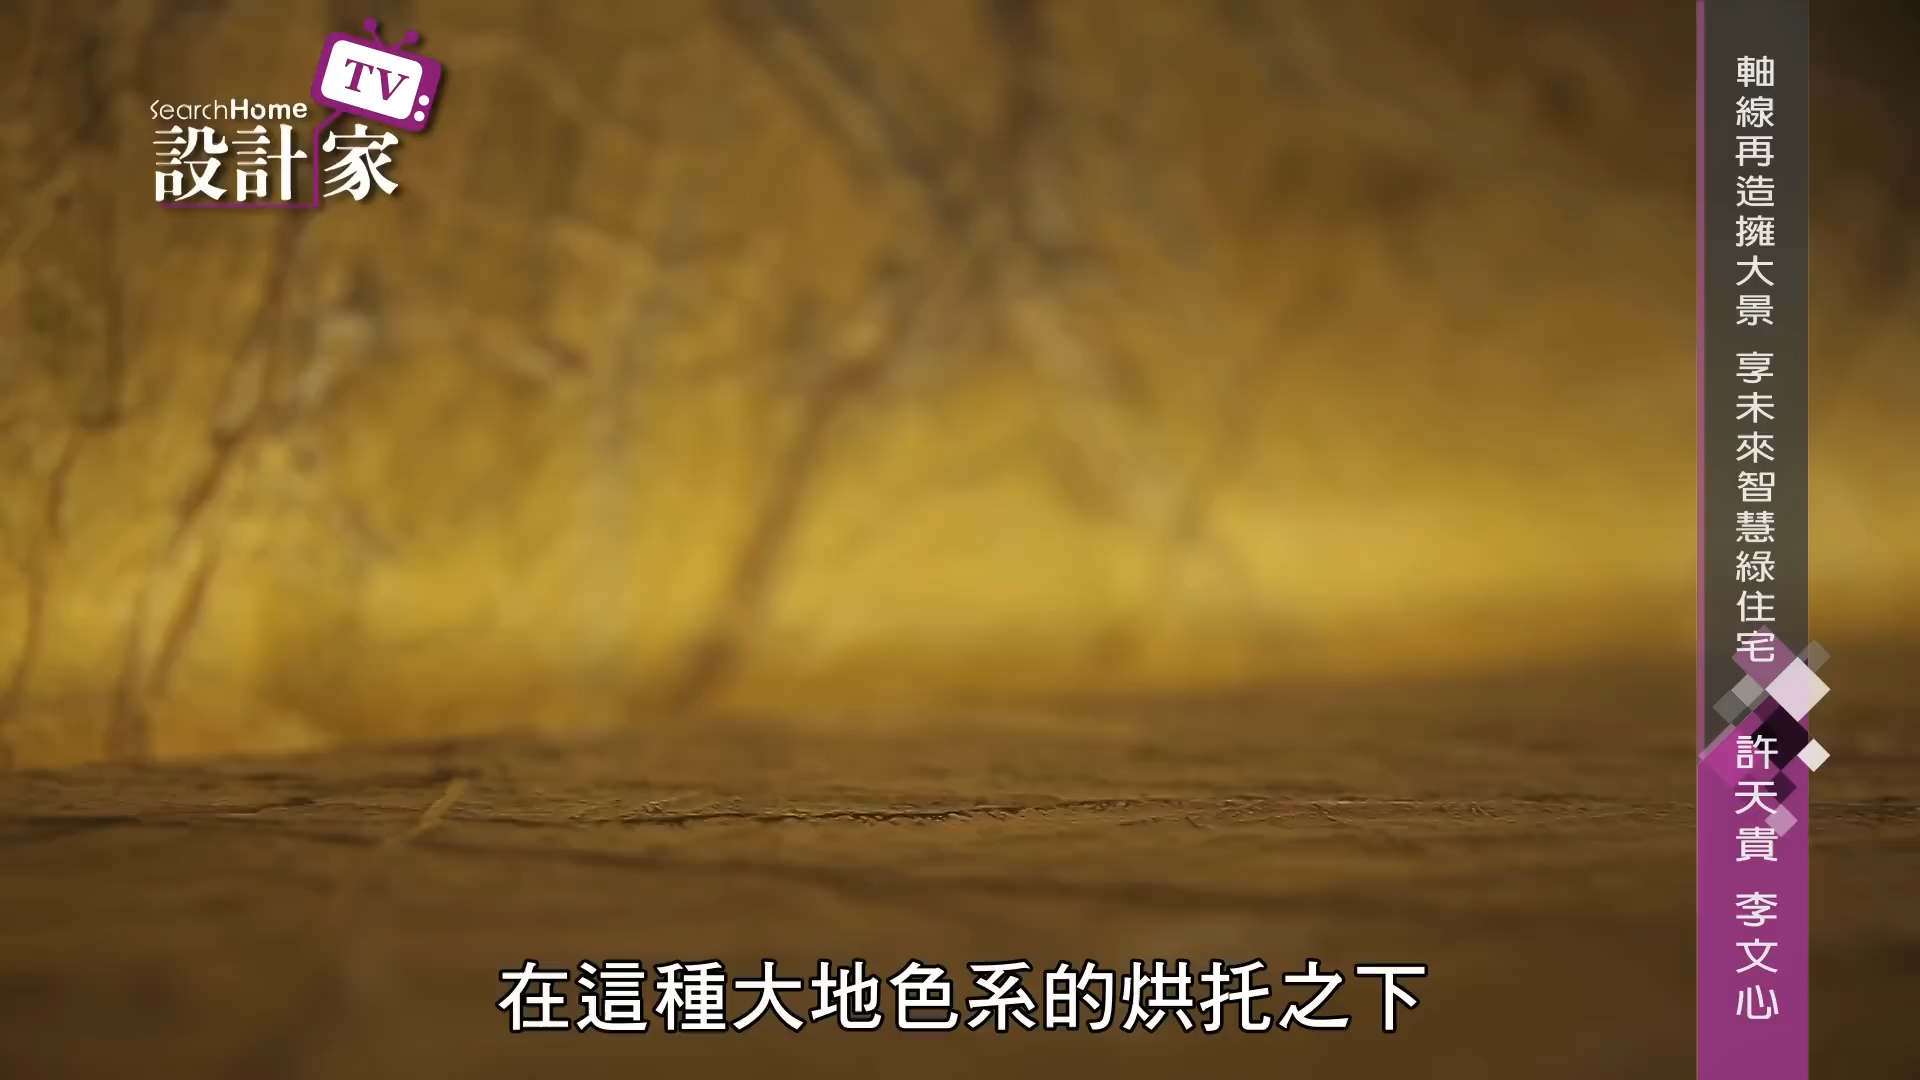 TV
SearchHome
設計家
軸線再造擁大景 享未來智慧綠住宅
許天貴 李文心
在這種大地色系的烘托之下